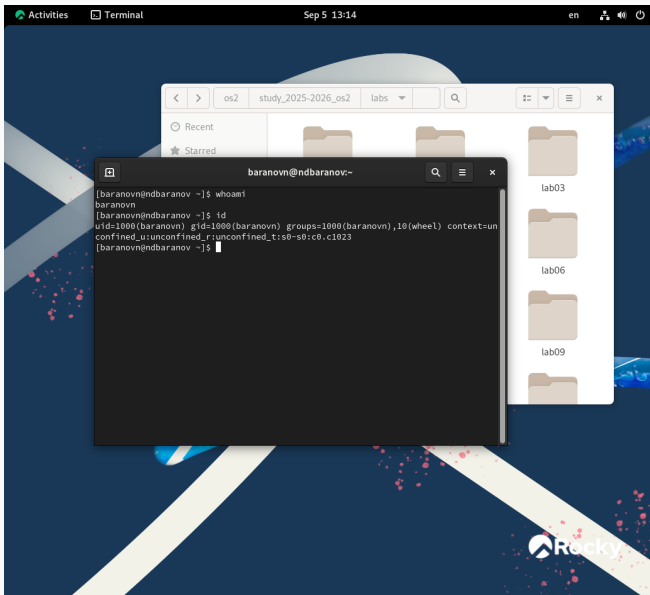 Activities Terminal Sep 5 13:14 en
os2 study_2025-2026_os2 labs
Recent
Starred
baranovn@ndbaranov:~
[baranovn@ndbaranov ~]$ whoami
baranovn
[baranovn@ndbaranov ~]$ id
uid=1000(baranovn) gid=1000(baranovn) groups=1000(baranovn),10(wheel) context=un
confined_u:unconfined_r:unconfined_t:s0-s0:c0.c1023
[baranovn@ndbaranov ~]$
lab03
lab06
lab09
Rocky